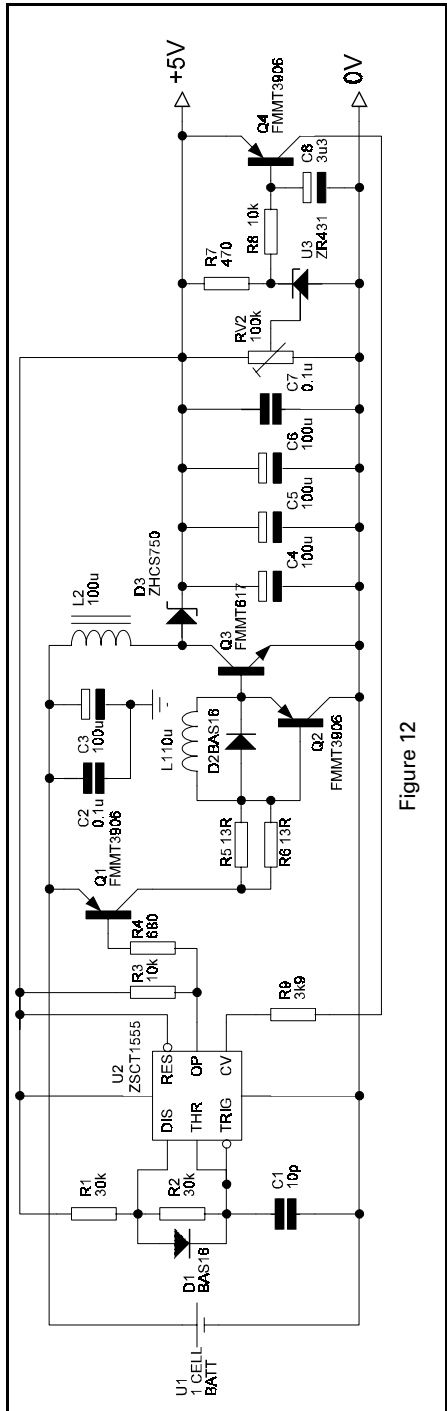 U1
1 CELL
BATT
D1
BAS16
R1
30k
R2
30k
C1
10p
U2
ZSCT1555
DIS
THR
TRIG
RES
OP
CV
R3
10k
R4
680
R9
3k9
Q1
FMMT3906
C2
0.1u
C3
100u
R5 13R
R6 13R
L1 10u
D2BAS16
Q2
FMMT3906
L2
100u
D3
ZHCS750
Q3
FMMT617
C4
100u
C5
100u
C6
100u
C7
0.1u
RV2
100k
R7
470
R8 10k
U3
ZR431
Q4
FMMT3906
C8
3u3
+5V
0V
Figure 12